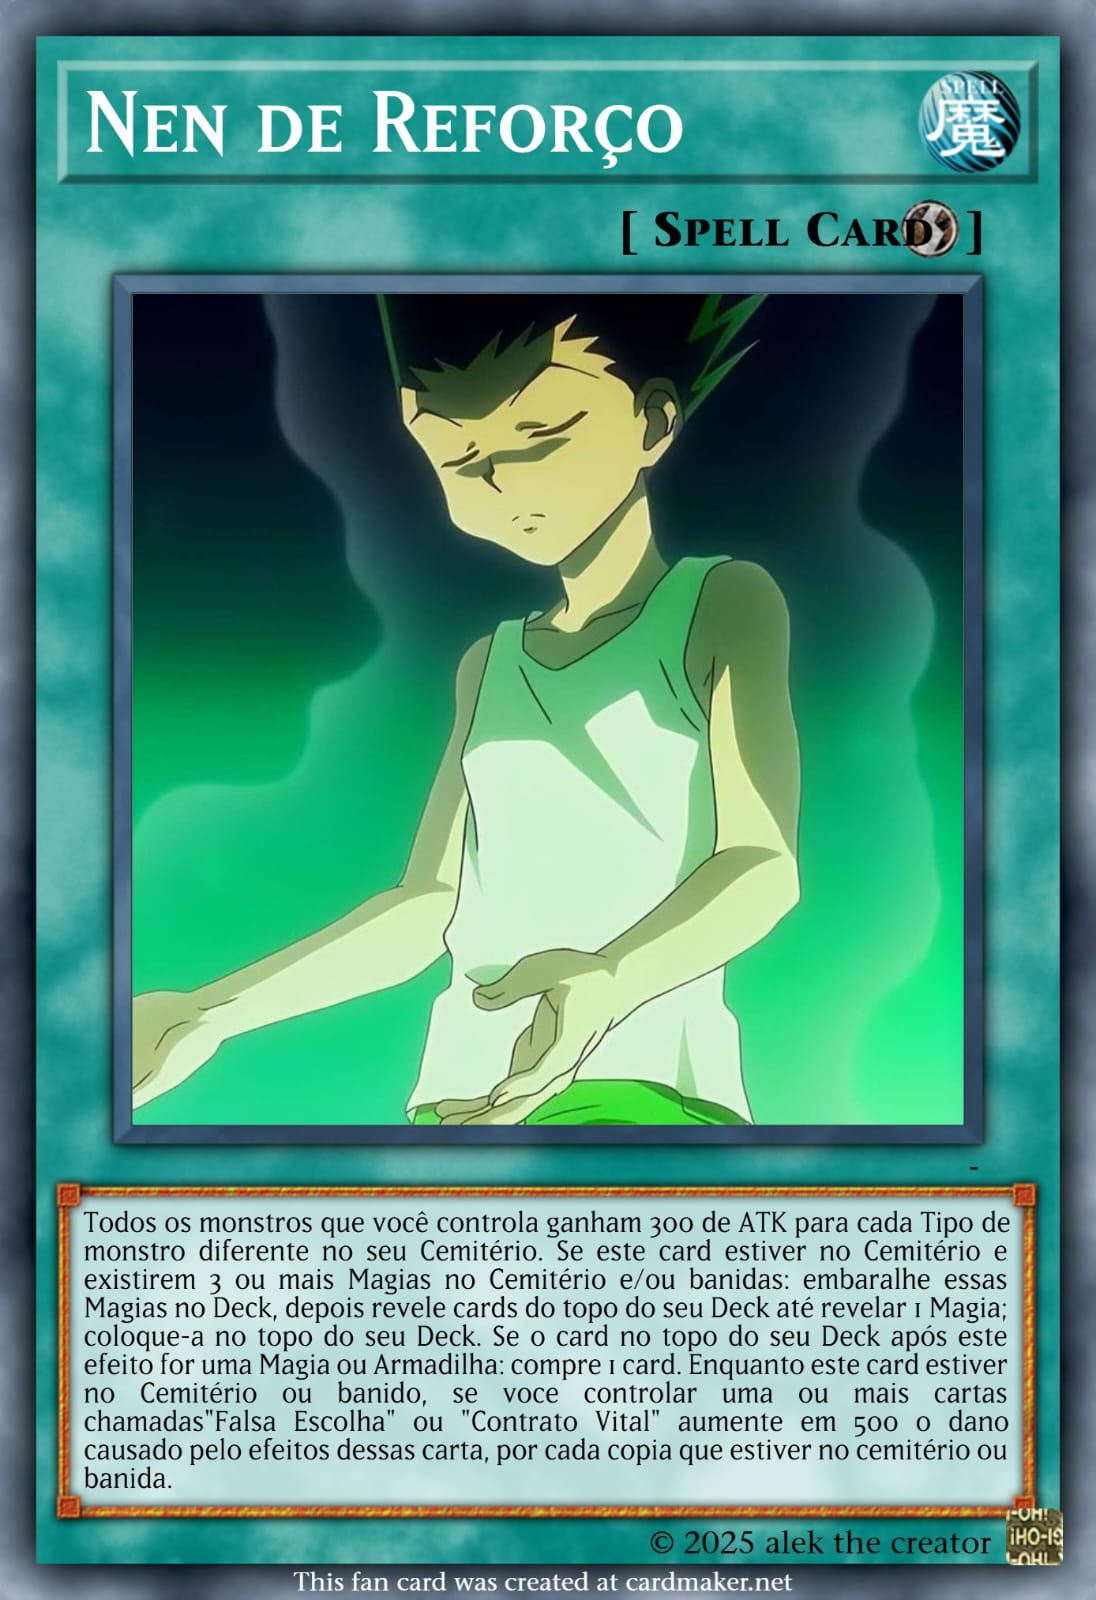 Nen de Reforço
SPELL
魔
[ Spell Card ]
-
Todos os monstros que você controla ganham 300 de ATK para cada Tipo de
monstro diferente no seu Cemitério. Se este card estiver no Cemitério e
existirem 3 ou mais Magias no Cemitério e/ou banidas: embaralhe essas
Magias no Deck, depois revele cards do topo do seu Deck até revelar 1 Magia;
coloque-a no topo do seu Deck. Se o card no topo do seu Deck após este
efeito for uma Magia ou Armadilha: compre 1 card. Enquanto este card estiver
no Cemitério ou banido, se voce controlar uma ou mais cartas
chamadas"Falsa Escolha" ou "Contrato Vital" aumente em 500 o dano
causado pelo efeitos dessas carta, por cada copia que estiver no cemitério ou
banida.
© 2025 alek the creator
This fan card was created at cardmaker.net